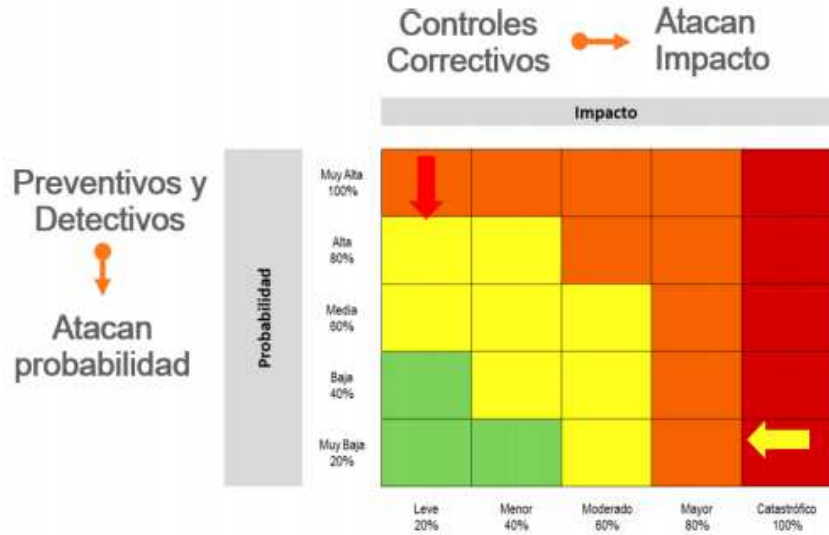 Controles
Correctivos
Atacan
Impacto
Impacto
Preventivos y
Detectivos
Atacan
probabilidad
Probabilidad
Muy Alta
100%
Alta
80%
Media
60%
Baja
40%
Muy Baja
20%
Leve
20%
Menor
40%
Moderado
60%
Mayor
80%
Catastrófico
100%